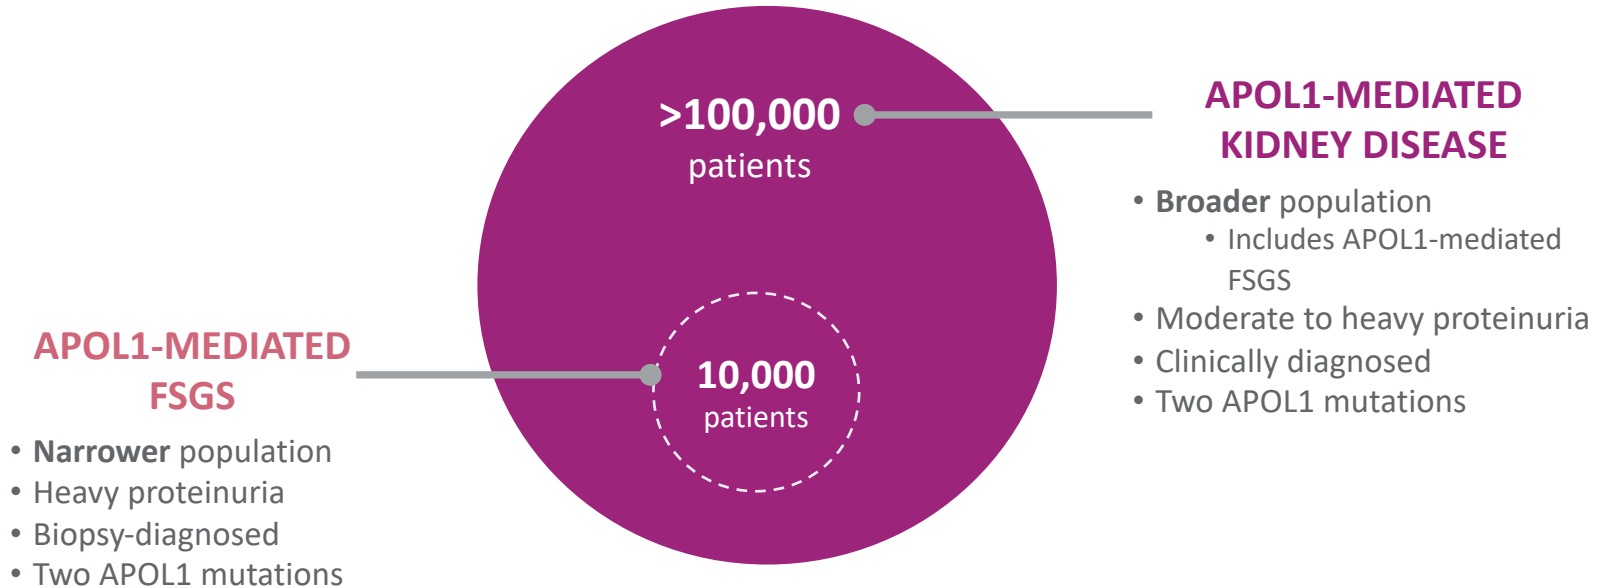 >100,000
patients
APOL1-MEDIATED
KIDNEY DISEASE
• Broader population
• Includes APOL1-mediated
FSGS
• Moderate to heavy proteinuria
• Clinically diagnosed
• Two APOL1 mutations
APOL1-MEDIATED
FSGS
• Narrower population
• Heavy proteinuria
• Biopsy-diagnosed
• Two APOL1 mutations
10,000
patients